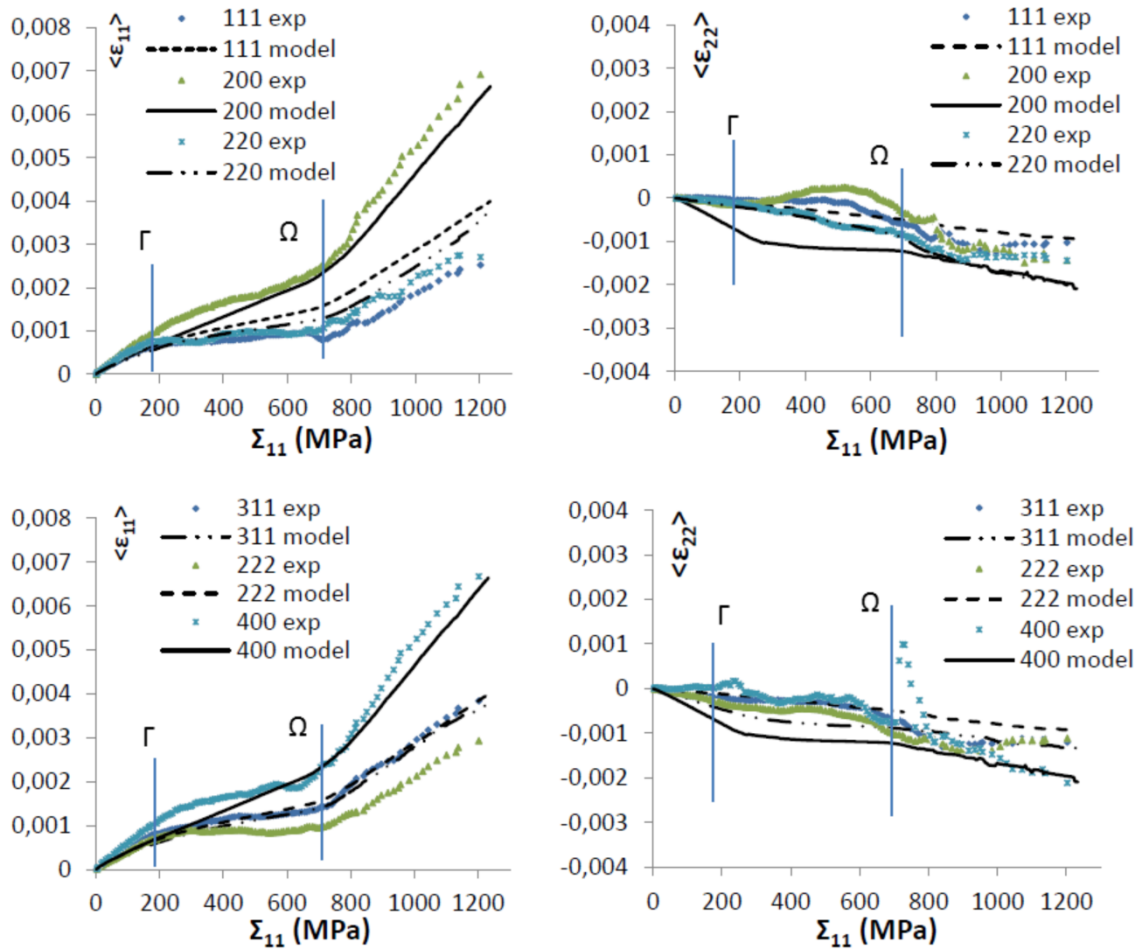 0,008
0,007
0,006
0,005
0,004
0,003
0,002
0,001
0
<ε11>
111 exp
111 model
200 exp
200 model
220 exp
220 model
Γ
Ω
0 200 400 600 800 1000 1200
Σ11 (MPa)
0,004
0,003
0,002
0,001
0
-0,001
-0,002
-0,003
-0,004
<ε22>
111 exp
111 model
200 exp
200 model
220 exp
220 model
Γ
Ω
0 200 400 600 800 1000 1200
Σ11 (MPa)
0,008
0,007
0,006
0,005
0,004
0,003
0,002
0,001
0
<ε11>
311 exp
311 model
222 exp
222 model
400 exp
400 model
Γ
Ω
0 200 400 600 800 1000 1200
Σ11 (MPa)
0,004
0,003
0,002
0,001
0
-0,001
-0,002
-0,003
-0,004
<ε22>
311 exp
311 model
222 exp
222 model
400 exp
400 model
Γ
Ω
0 200 400 600 800 1000 1200
Σ11 (MPa)